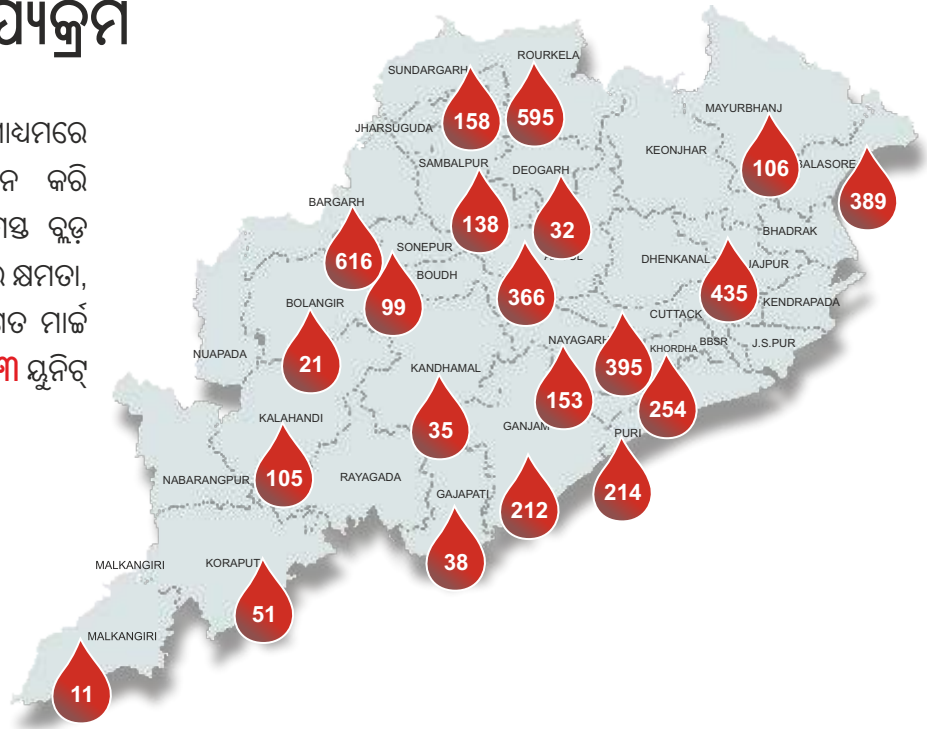 କ୍ରମ
କରି
ବ୍ଲଡ଼
କ୍ଷମତା,
ମାର୍ଚ୍ଚ
ୟୁନିଟ୍
ROURKELA
SUNDARGARH
158
595
JHARSUGUDA
MAYURBHANJ
KEONJHAR
SAMBALPUR
DEOGARH
106
BALASORE
389
BARGARH
138
32
BHADRAK
SONEPUR
616
BOUDH
DHENKANAL
JAJPUR
99
366
435
BOLANGIR
KENDRAPADA
CUTTACK
21
NUAPADA
NAYAGARH
KHORDHA
BBSR
J.S.PUR
KANDHAMAL
395
153
254
KALAHANDI
35
GANJAM
PURI
NABARANGPUR
105
RAYAGADA
GAJAPATI
212
214
MALKANGIRI
KORAPUT
38
51
MALKANGIRI
11